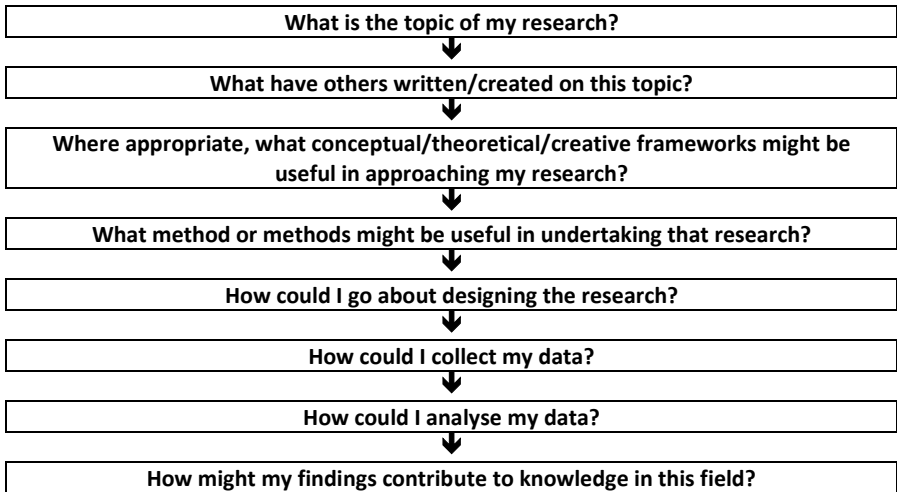 What is the topic of my research?
What have others written/created on this topic?
Where appropriate, what conceptual/theoretical/creative frameworks might be
useful in approaching my research?
What method or methods might be useful in undertaking that research?
How could I go about designing the research?
How could I collect my data?
How could I analyse my data?
How might my findings contribute to knowledge in this field?